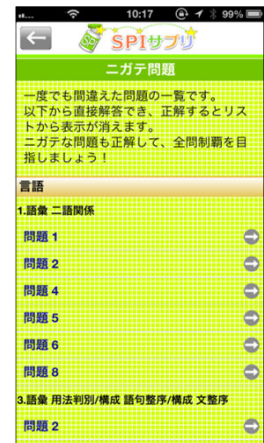 10:17 99%
SPIサプリ
ニガテ問題
一度でも間違えた問題の一覧です。
以下から直接解答でき、正解するとリス
トから表示が消えます。
ニガテな問題も正解して、全問制覇を目
指しましょう！
言語
1.語彙 二語関係
問題 1
問題 2
問題 4
問題 5
問題 6
問題 8
3.語彙 用法判別/構成 語句整序/構成 文整序
問題 2